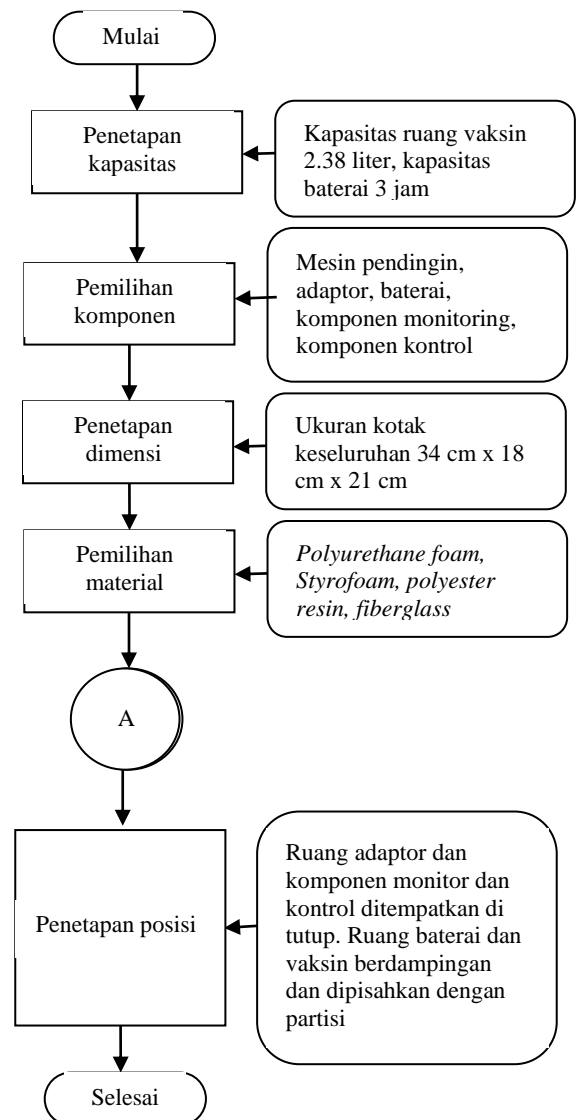 Mulai
Penetapan
kapasitas
Kapasitas ruang vaksin
2.38 liter, kapasitas
baterai 3 jam
Pemilihan
komponen
Mesin pendingin,
adaptor, baterai,
komponen monitoring,
komponen kontrol
Penetapan
dimensi
Ukuran kotak
keseluruhan 34 cm x 18
cm x 21 cm
Pemilihan
material
Polyurethane foam,
Styrofoam, polyester
resin, fiberglass
A
Penetapan posisi
Ruang adaptor dan
komponen monitor dan
kontrol ditempatkan di
tutup. Ruang baterai dan
vaksin berdampingan
dan dipisahkan dengan
partisi
Selesai